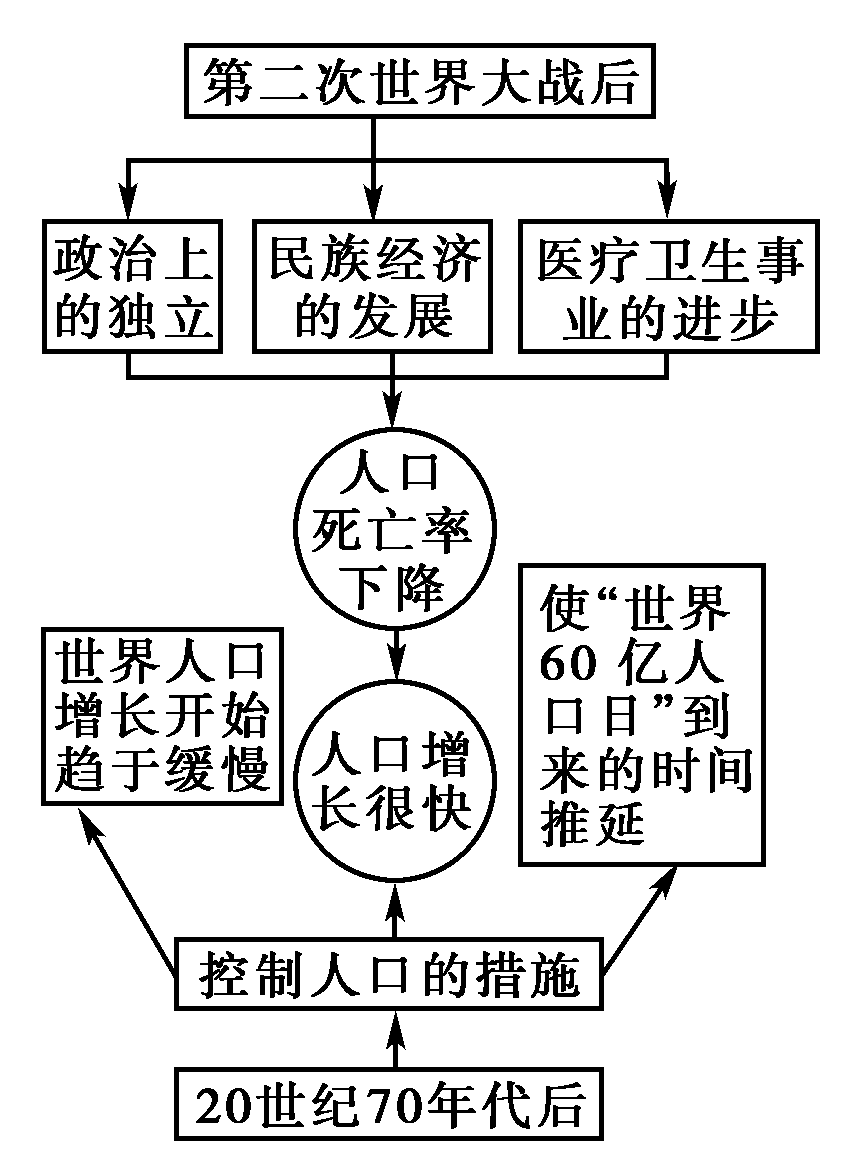 第二次世界大战后
政治上
的独立
民族经济
的发展
医疗卫生事
业的进步
人口
死亡率
下降
世界人口
增长开始
趋于缓慢
人口增
长很快
使“世界
60 亿人
口日”到
来的时间
推延
控制人口的措施
20世纪70年代后